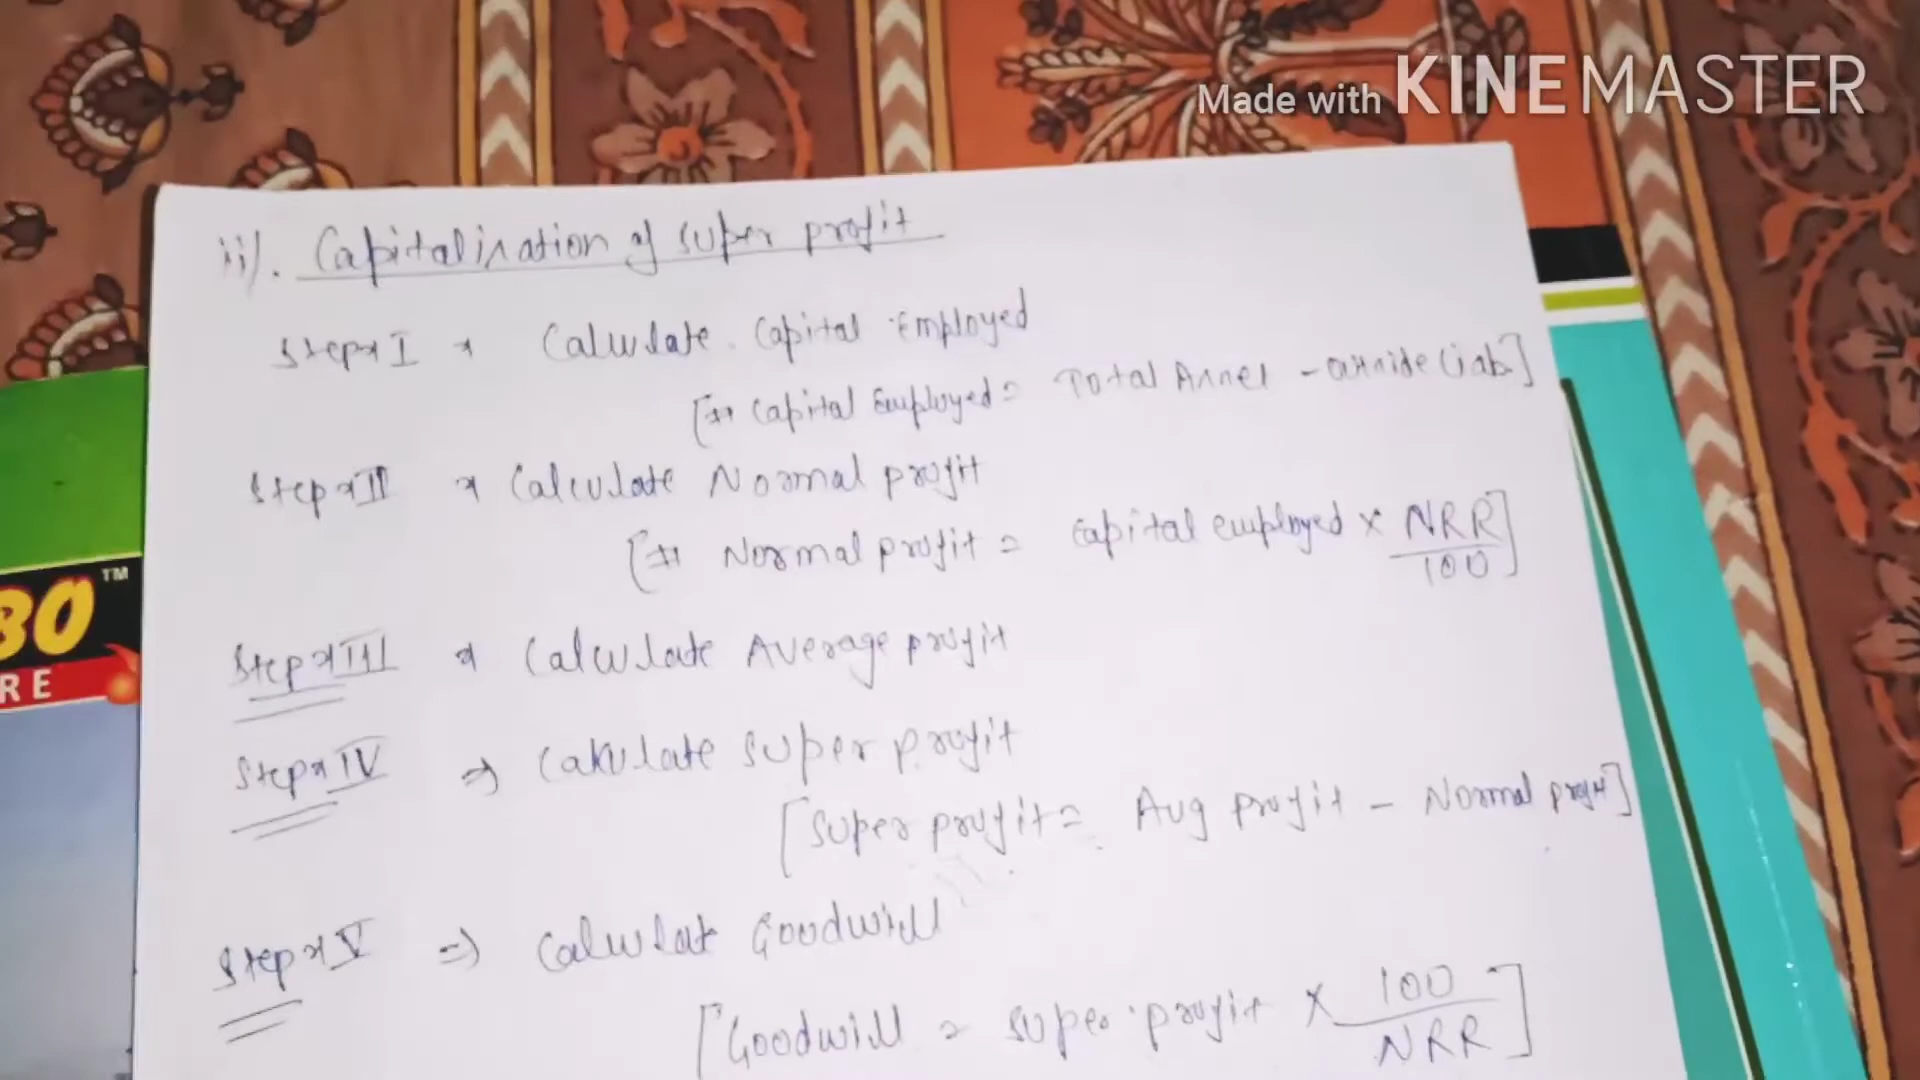 Made with KINEMASTER
ii). Capitalisation of super profit
Step I → Calculate Capital Employed
[** Capital Employed = Total Asset - outside liab]
Step II → Calculate Normal profit
[** Normal profit = Capital employed × NRR/100]
Step III → Calculate Average profit
Step IV ⇒ Calculate super profit
[Super profit = Avg profit - Normal profit]
Step V ⇒ Calculate Goodwill
[Goodwill = super profit × 100/NRR]
30 TM
RE